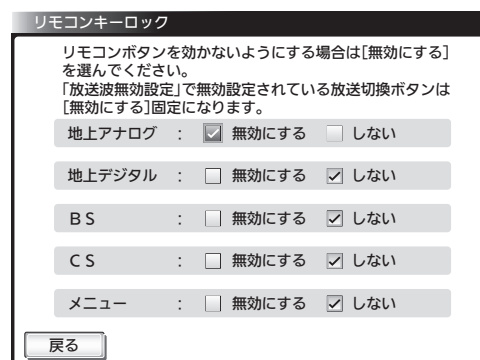 リモコンキーロック
リモコンボタンを効かないようにする場合は[無効にする]
を選んでください。
「放送波無効設定」で無効設定されている放送切換ボタンは
[無効にする]固定になります。
地上アナログ : 無効にする しない
地上デジタル : 無効にする しない
BS : 無効にする しない
CS : 無効にする しない
メニュー : 無効にする しない
戻る